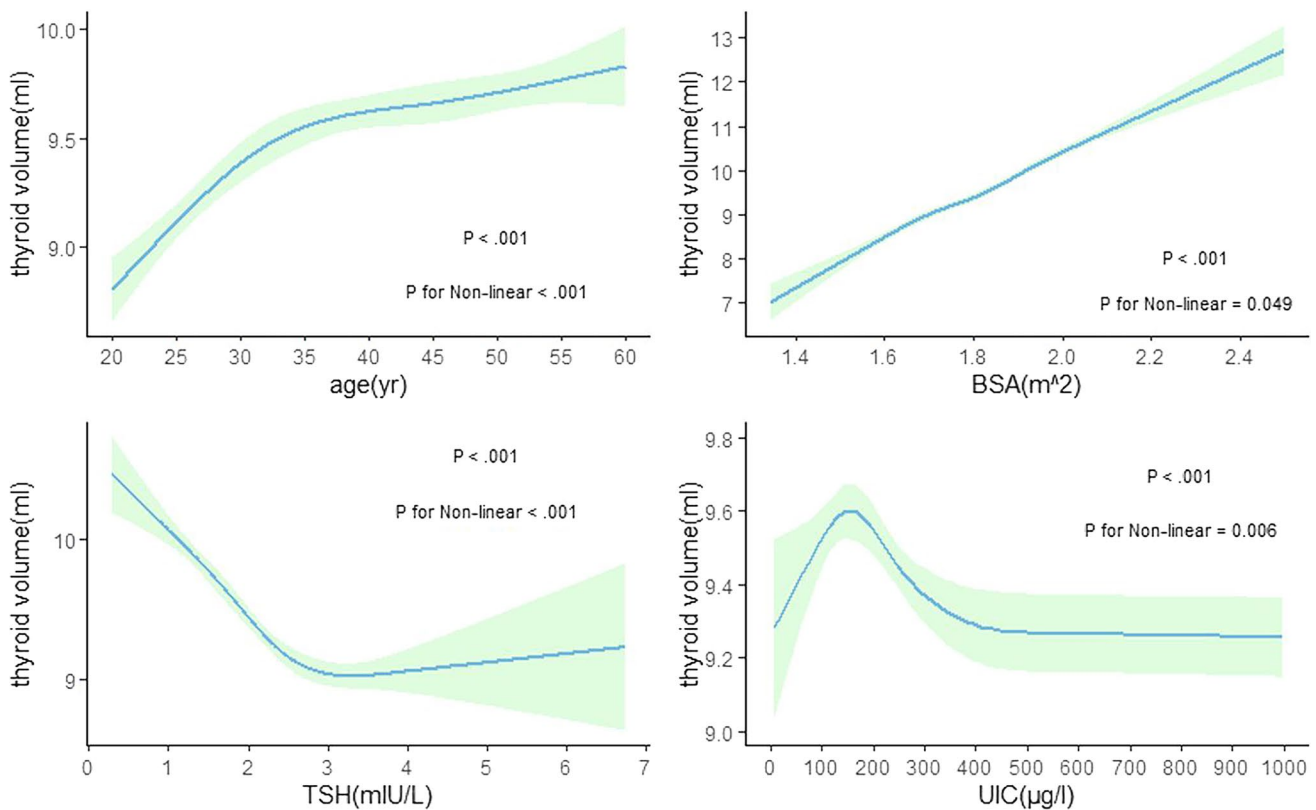 thyroid volume(ml)
10.0
9.5
9.0
P < .001
P for Non-linear < .001
20 25 30 35 40 45 50 55 60
age(yr)
thyroid volume(ml)
13
12
11
10
9
8
7
P < .001
P for Non-linear = 0.049
1.4 1.6 1.8 2.0 2.2 2.4
BSA(m^2)
thyroid volume(ml)
10
9
P < .001
P for Non-linear < .001
0 1 2 3 4 5 6 7
TSH(mIU/L)
thyroid volume(ml)
9.8
9.6
9.4
9.2
9.0
P < .001
P for Non-linear = 0.006
0 100 200 300 400 500 600 700 800 900 1000
UIC(µg/l)